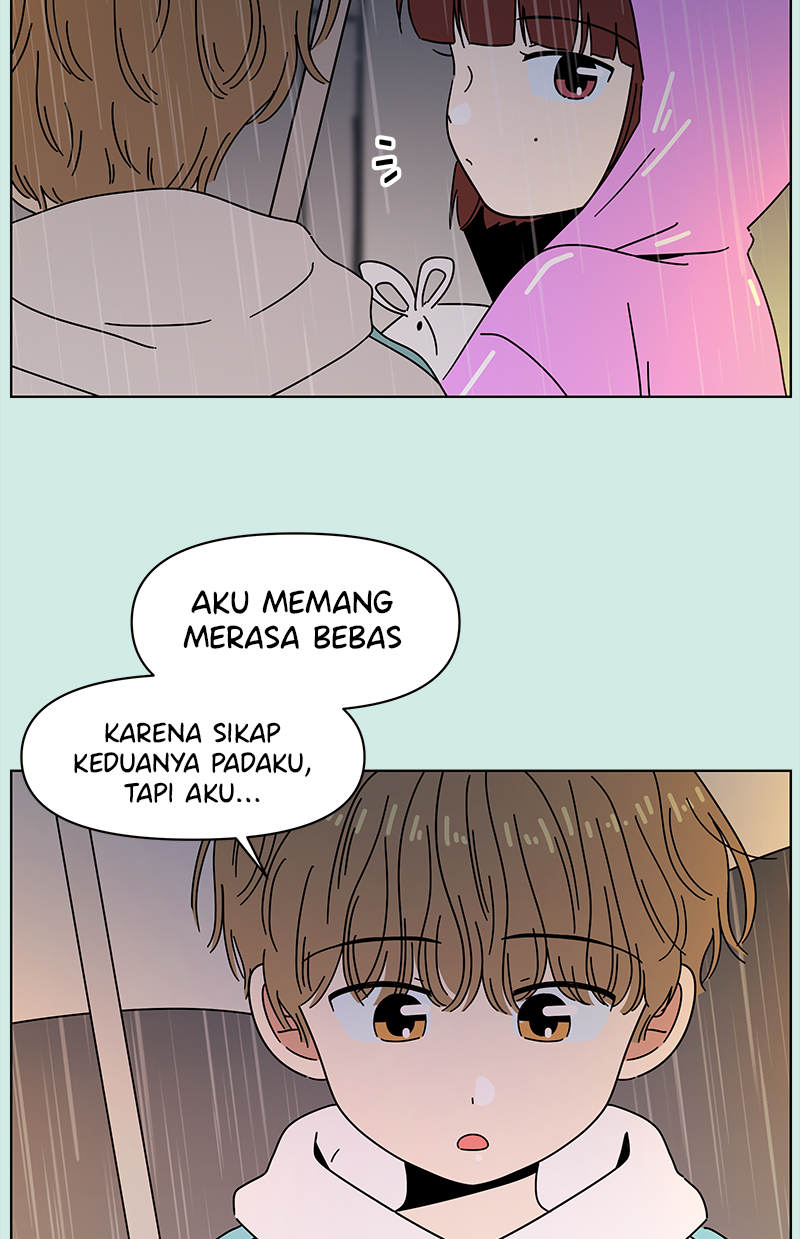 AKU MEMANG
MERASA BEBAS
KARENA SIKAP
KEDUANYA PADAKU,
TAPI AKU...